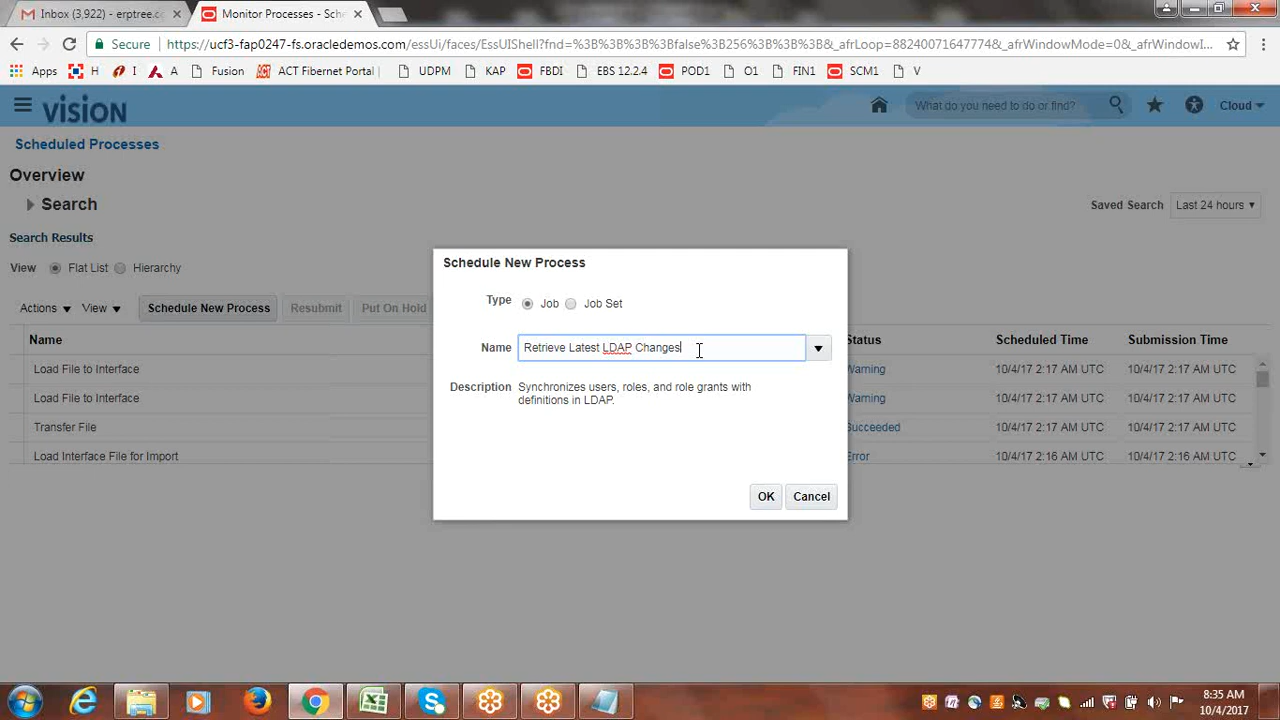 Inbox (3,922) - erptree.c
Monitor Processes - Sch
Secure
https://ucf3-fap0247-fs.oracledemos.com/essUi/faces/EssUiShell?fnd=%3B%3B%3B%3Bfalse%3B256%3B%3B%3B&_afrLoop=88240071647774&_afrWindowMode=0&_afrWindowI...
Apps H I A Fusion ACT Fibernet Portal UDPM KAP FBDI EBS 12.2.4 POD1 O1 FIN1 SCM1 V
VISION
What do you need to do or find?
Cloud
Scheduled Processes
Overview
Search
Saved Search Last 24 hours
Search Results
View Flat List Hierarchy
Actions View Schedule New Process Resubmit Put On Hold
Name Status Scheduled Time Submission Time
Load File to Interface Warning 10/4/17 2:17 AM UTC 10/4/17 2:17 AM UTC
Load File to Interface Warning 10/4/17 2:17 AM UTC 10/4/17 2:17 AM UTC
Transfer File Succeeded 10/4/17 2:17 AM UTC 10/4/17 2:17 AM UTC
Load Interface File for Import Error 10/4/17 2:16 AM UTC 10/4/17 2:16 AM UTC
Schedule New Process
Type Job Job Set
Name Retrieve Latest LDAP Changes
Description Synchronizes users, roles, and role grants with
definitions in LDAP.
OK Cancel
8:35 AM
10/4/2017